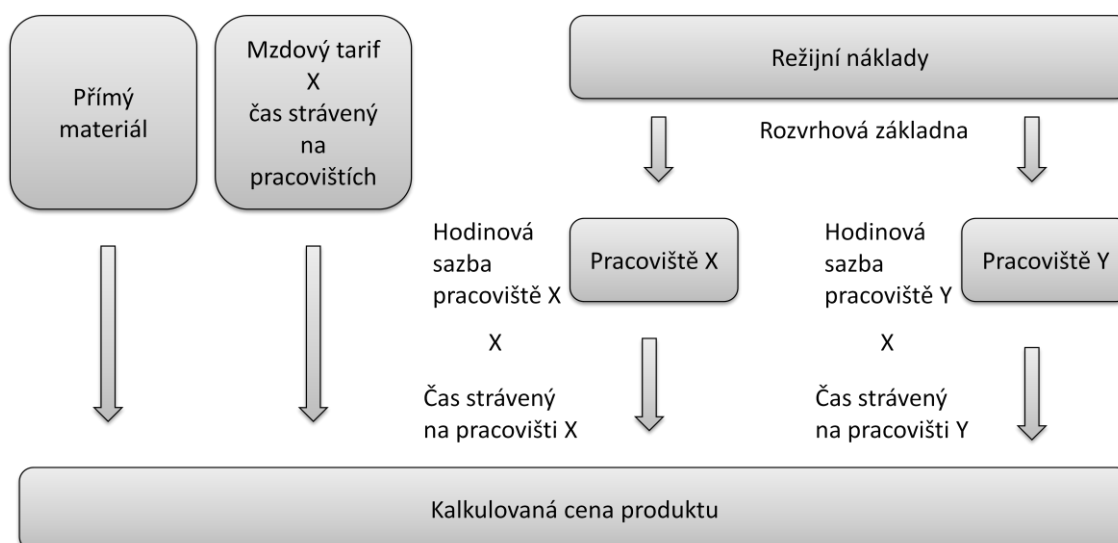 Přímý
materiál
Mzdový tarif
X
čas strávený
na
pracovištích
Režijní náklady
Rozvrhová základna
Hodinová
sazba
pracoviště X
X
Čas strávený
na pracovišti X
Pracoviště X
Hodinová
sazba
pracoviště Y
X
Čas strávený
na pracovišti Y
Pracoviště Y
Kalkulovaná cena produktu